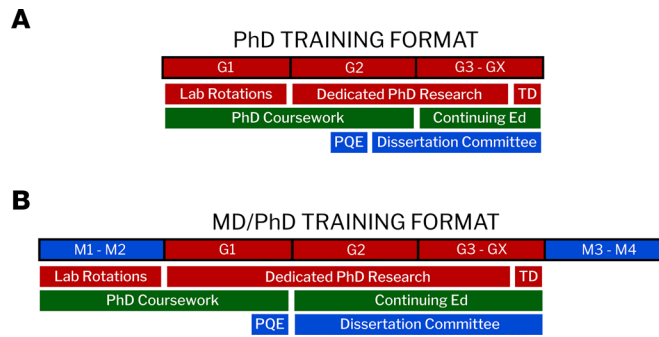 A
PhD TRAINING FORMAT
G1 G2 G3 - GX
Lab Rotations Dedicated PhD Research TD
PhD Coursework Continuing Ed
PQE Dissertation Committee
B
MD/PhD TRAINING FORMAT
M1 - M2 G1 G2 G3 - GX M3 - M4
Lab Rotations Dedicated PhD Research TD
PhD Coursework Continuing Ed
PQE Dissertation Committee